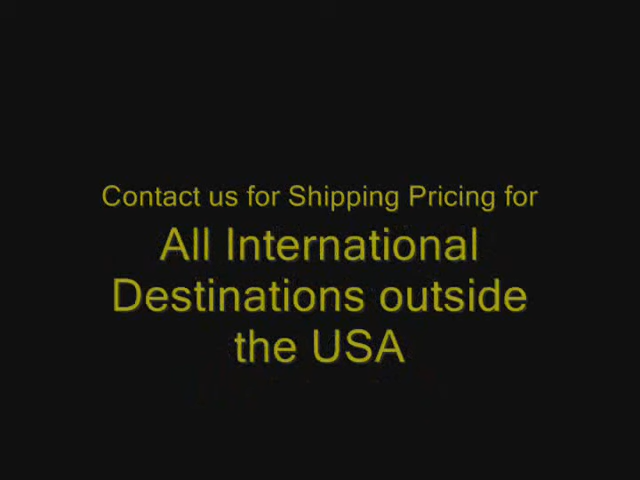 Contact us for Shipping Pricing for
All International
Destinations outside
the USA